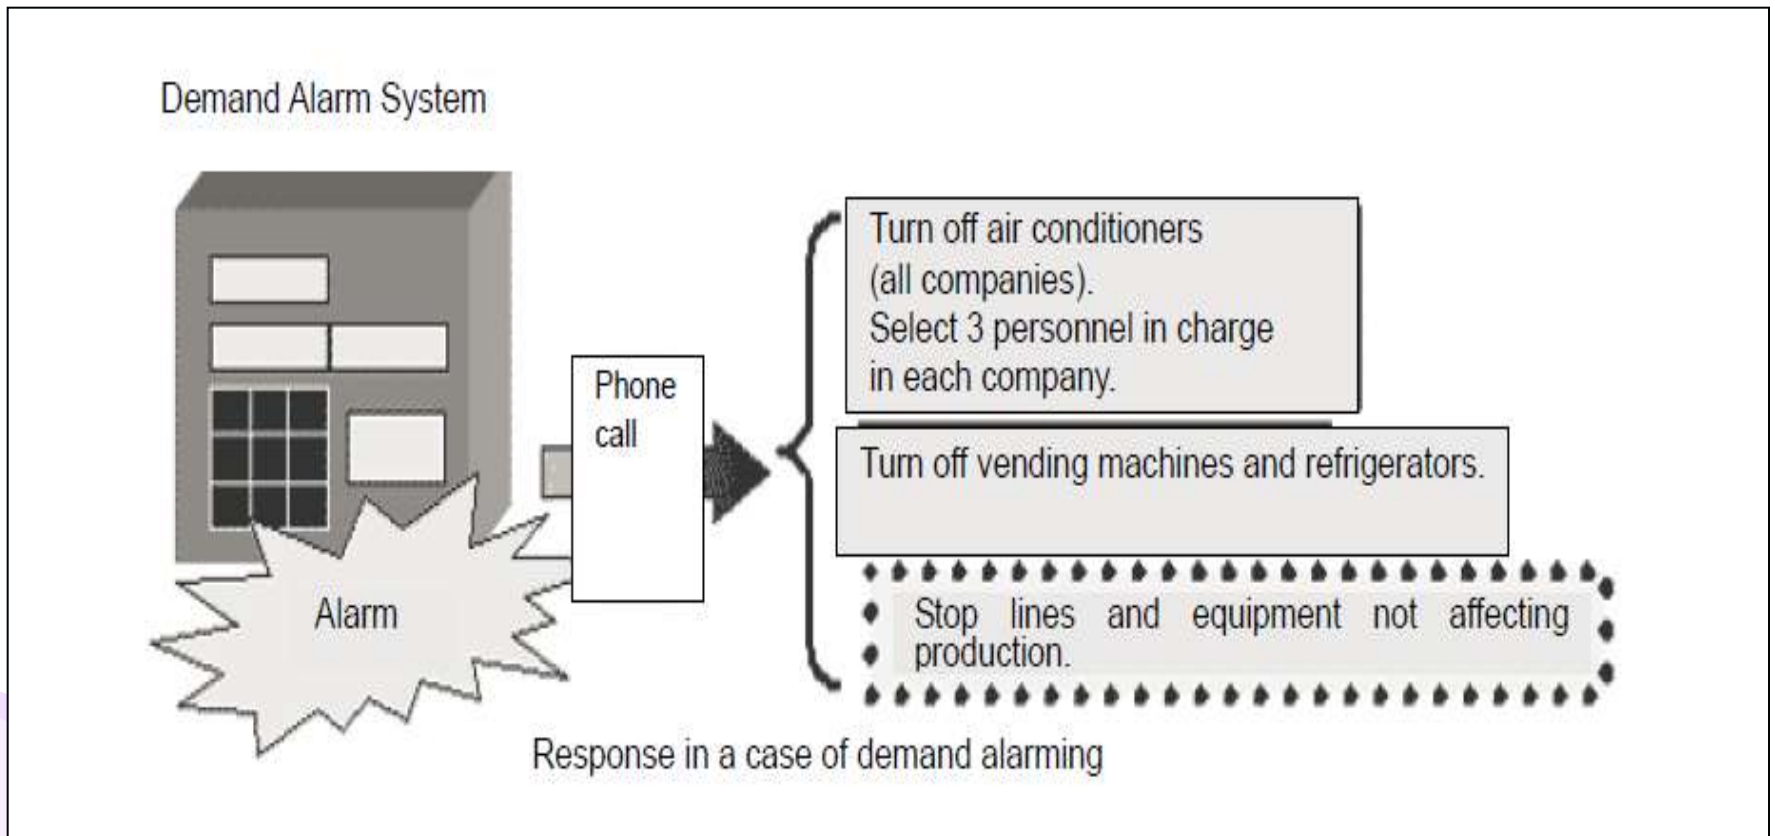 Demand Alarm System
Turn off air conditioners
(all companies).
Select 3 personnel in charge
in each company.
Phone
call
Turn off vending machines and refrigerators.
Alarm
Stop lines and equipment not affecting
production.
Response in a case of demand alarming